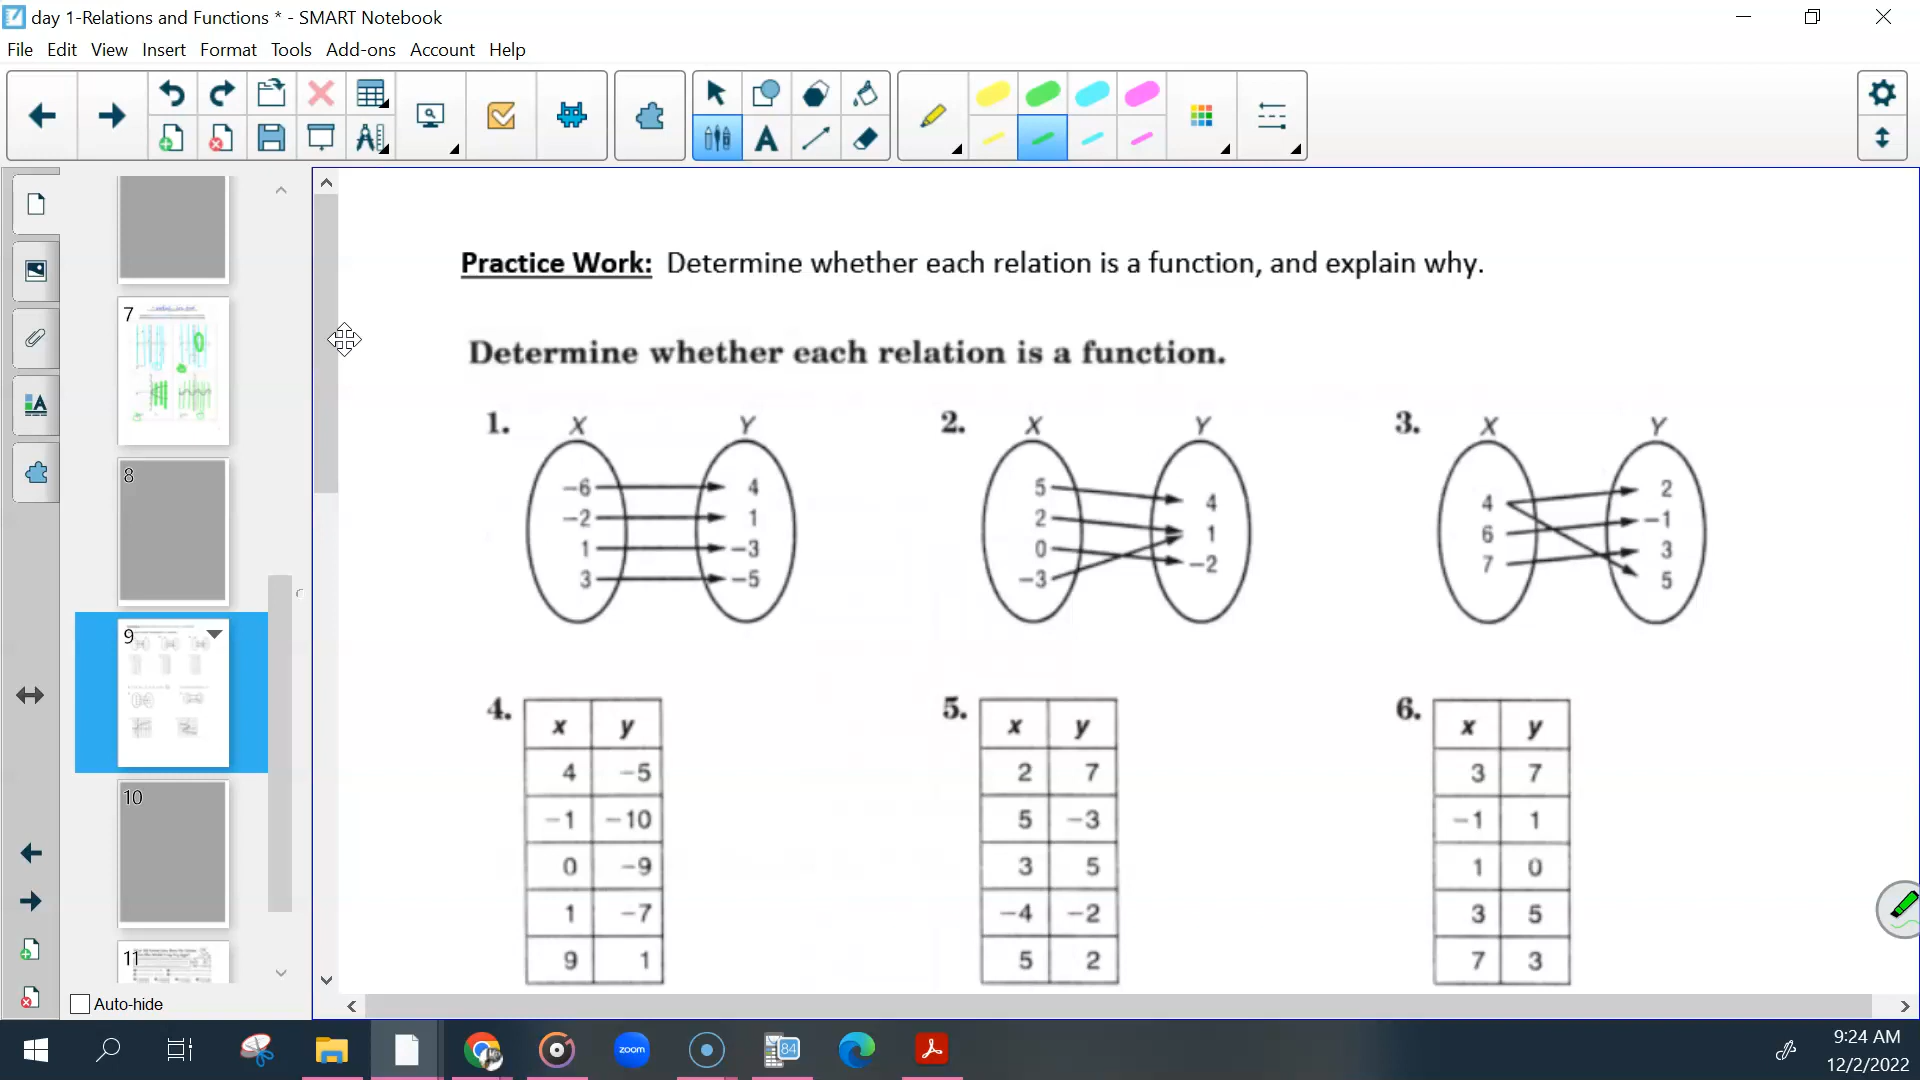 day 1-Relations and Functions * - SMART Notebook
File Edit View Insert Format Tools Add-ons Account Help
Practice Work: Determine whether each relation is a function, and explain why.
Determine whether each relation is a function.
1. X Y
-6 4
-2 1
1 -3
3 -5
2. X Y
5 4
2 1
0 -2
-3
3. X Y
4 2
6 -1
7 3
5
4. x y
4 -5
-1 -10
0 -9
1 -7
9 1
5. x y
2 7
5 -3
3 5
-4 -2
5 2
6. x y
3 7
-1 1
1 0
3 5
7 3
7
8
9
10
11
Auto-hide
zoom
84
9:24 AM
12/2/2022